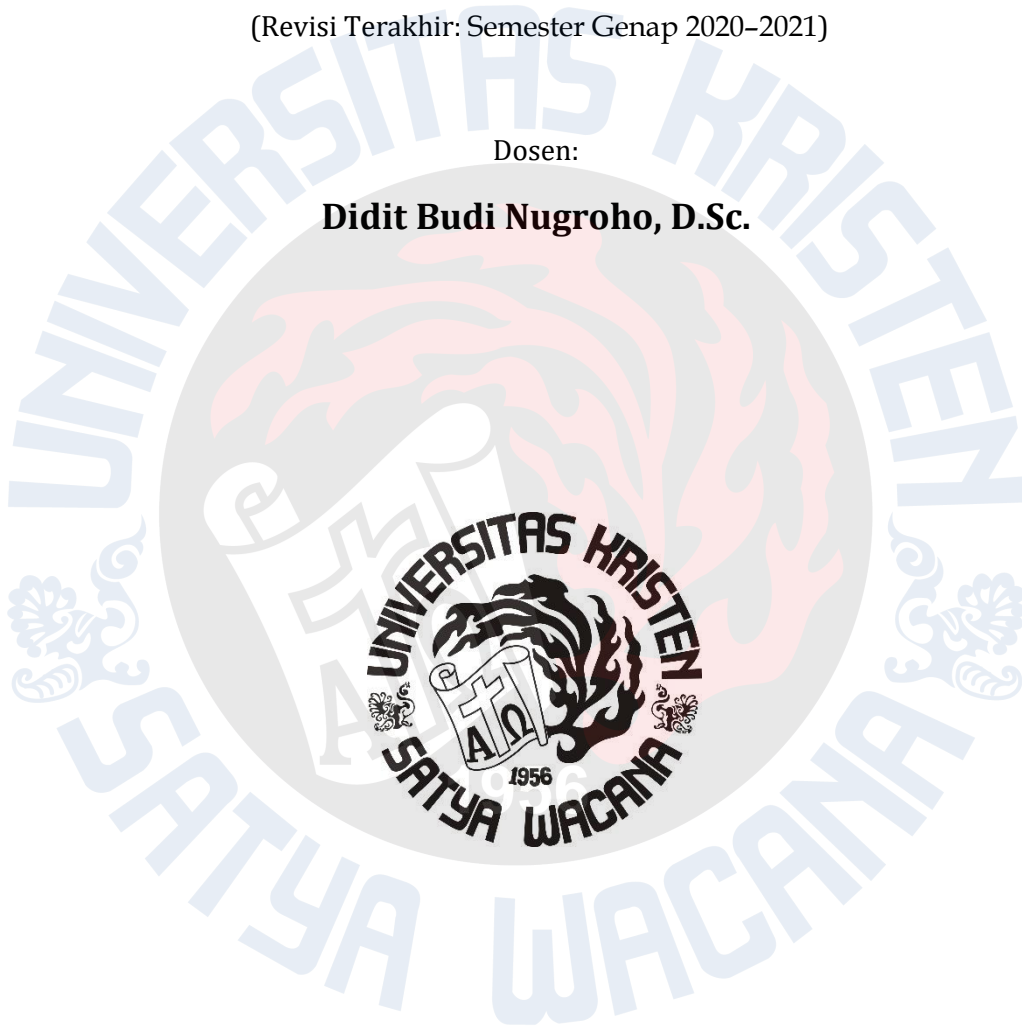 (Revisi Terakhir: Semester Genap 2020–2021)
Dosen:
Didit Budi Nugroho, D.Sc.
UNIVERSITAS KRISTEN
SATYA WACANA
1956
UNIVERSITAS KRISTEN
Α Ω
1956
SATYA WACANA